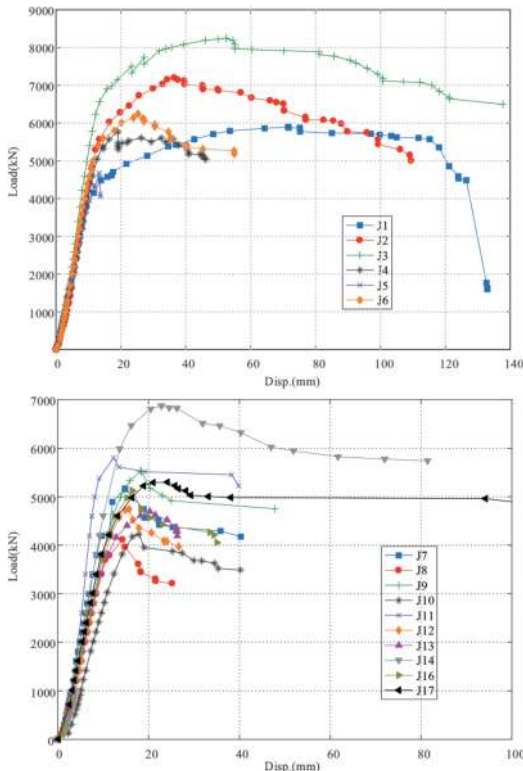 9000
8000
7000
6000
5000
4000
3000
2000
1000
0
Load(kN)
0 20 40 60 80 100 120 140
Disp.(mm)
J1
J2
J3
J4
J5
J6
7000
6000
5000
4000
3000
2000
1000
0
Load(kN)
0 20 40 60 80 100
Disp.(mm)
J7
J8
J9
J10
J11
J12
J13
J14
J16
J17